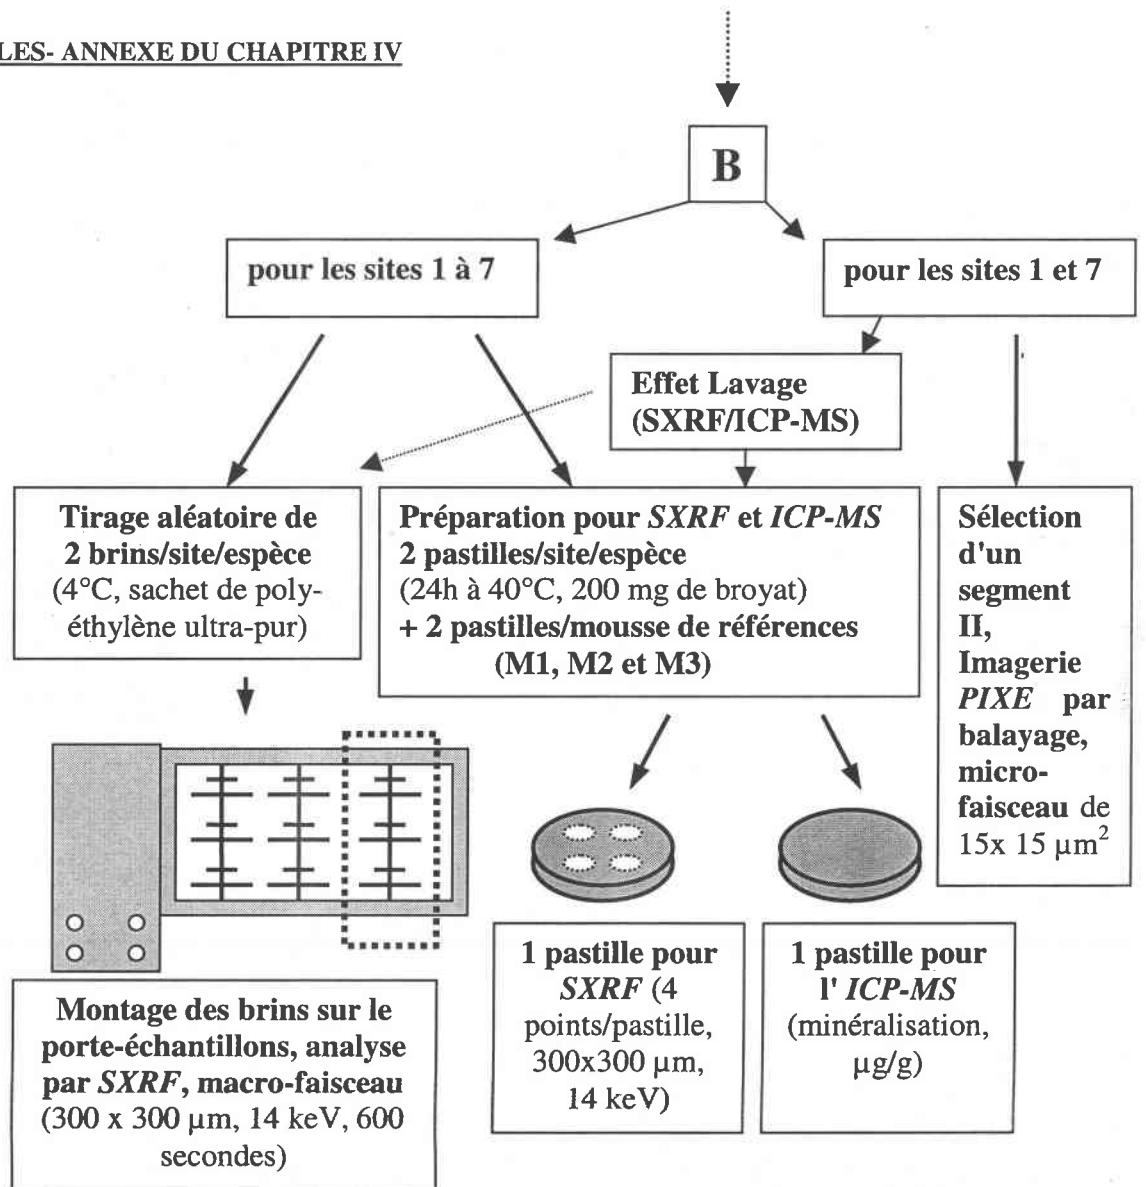 LES- ANNEXE DU CHAPITRE IV
B
pour les sites 1 à 7
pour les sites 1 et 7
Effet Lavage
(SXRF/ICP-MS)
Tirage aléatoire de
2 brins/site/espèce
(4°C, sachet de poly-
éthylène ultra-pur)
Préparation pour SXRF et ICP-MS
2 pastilles/site/espèce
(24h à 40°C, 200 mg de broyat)
+ 2 pastilles/mousse de références
(M1, M2 et M3)
Sélection
d'un
segment
II,
Imagerie
PIXE par
balayage,
micro-
faisceau de
15x 15 µm²
Montage des brins sur le
porte-échantillons, analyse
par SXRF, macro-faisceau
(300 x 300 µm, 14 keV, 600
secondes)
1 pastille pour
SXRF (4
points/pastille,
300x300 µm,
14 keV)
1 pastille pour
l' ICP-MS
(minéralisation,
µg/g)